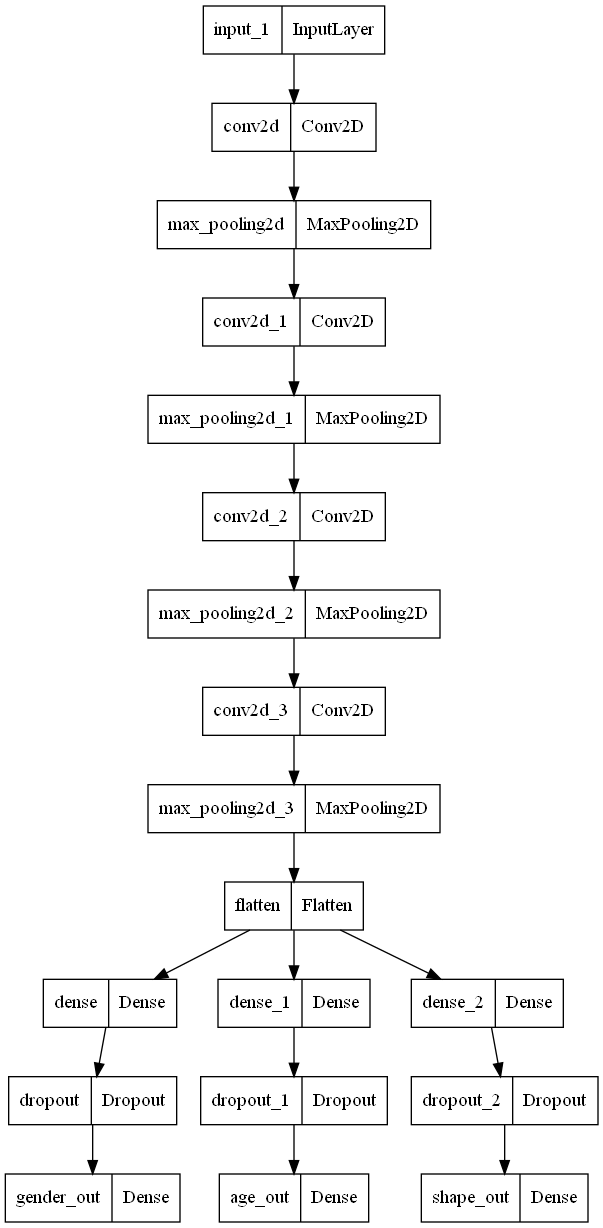 input_1 InputLayer
conv2d Conv2D
max_pooling2d MaxPooling2D
conv2d_1 Conv2D
max_pooling2d_1 MaxPooling2D
conv2d_2 Conv2D
max_pooling2d_2 MaxPooling2D
conv2d_3 Conv2D
max_pooling2d_3 MaxPooling2D
flatten Flatten
dense Dense dense_1 Dense dense_2 Dense
dropout Dropout dropout_1 Dropout dropout_2 Dropout
gender_out Dense age_out Dense shape_out Dense